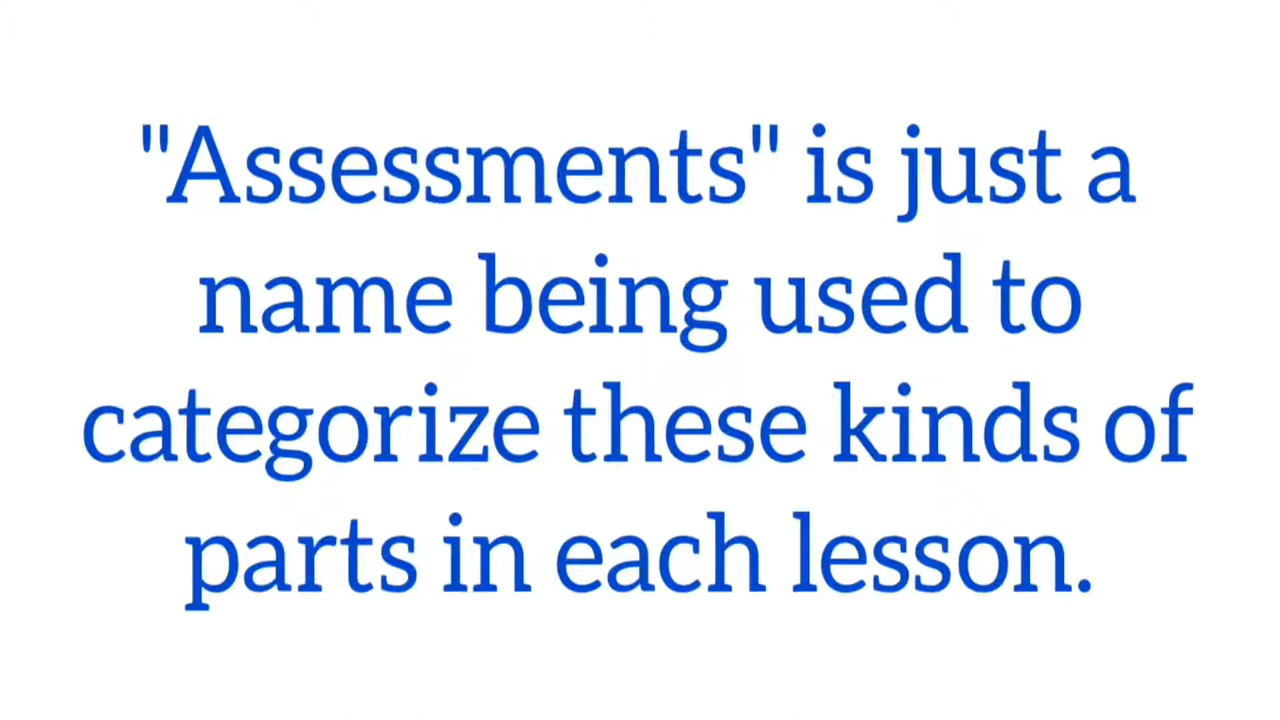 "Assessments" is just a
name being used to
categorize these kinds of
parts in each lesson.